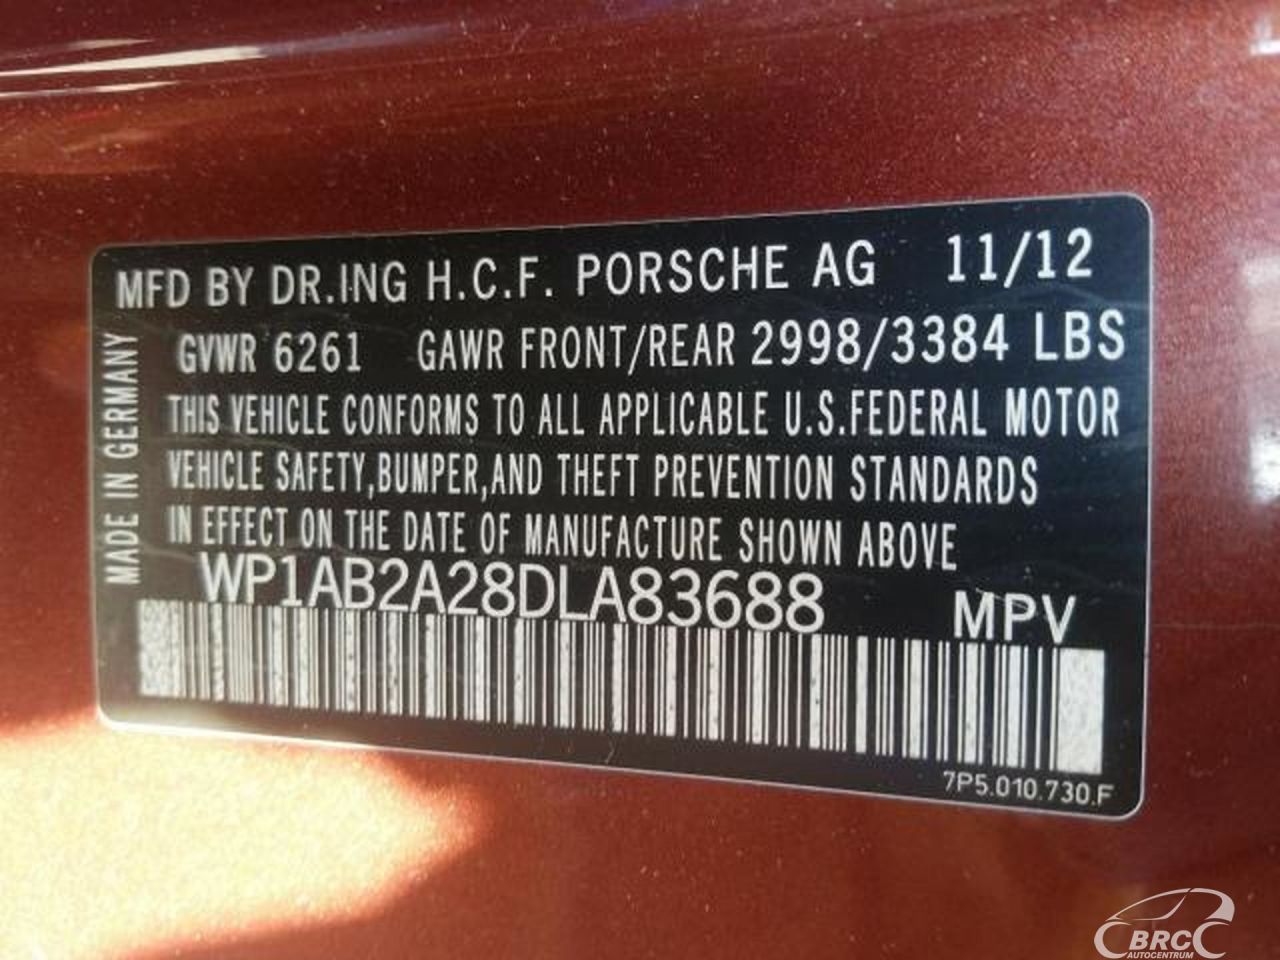 MFD BY DR.ING H.C.F. PORSCHE AG 11/12
GVWR 6261 GAWR FRONT/REAR 2998/3384 LBS
THIS VEHICLE CONFORMS TO ALL APPLICABLE U.S.FEDERAL MOTOR
VEHICLE SAFETY,BUMPER,AND THEFT PREVENTION STANDARDS
IN EFFECT ON THE DATE OF MANUFACTURE SHOWN ABOVE
WP1AB2A28DLA83688 MPV
MADE IN GERMANY
7P5.010.730.F
BRC
AUTOCENTRUM